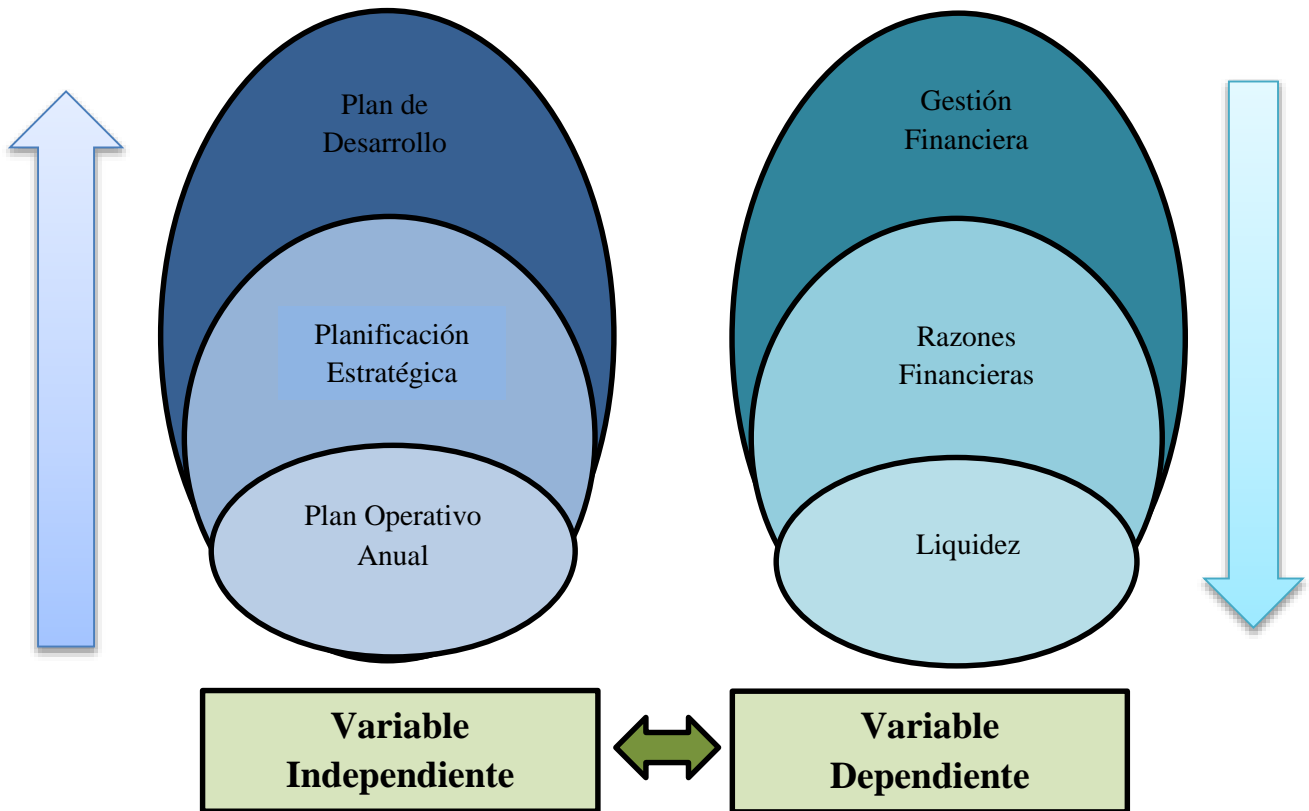 Plan de
Desarrollo
Gestión
Financiera
Planificación
Estratégica
Razones
Financieras
Plan Operativo
Anual
Liquidez
Variable
Independiente
Variable
Dependiente